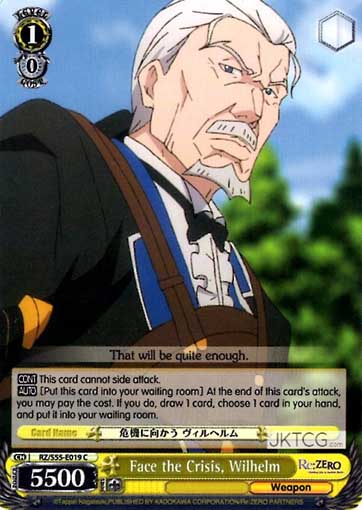 LEVEL
1
0
COST
That will be quite enough.
CONT This card cannot side attack.
AUTO [Put this card into your waiting room] At the end of this card's attack,
you may pay the cost. If you do, draw 1 card, choose 1 card in your hand,
and put it into your waiting room.
Card Name 危機に向かう ヴィルヘルム
JKTCG.com
CH RZ/S55-E019 C
5500
Face the Crisis, Wilhelm
Re:ZERO
Weapon
©Tappei Nagatsuki,PUBLISHED BY KADOKAWA CORPORATION/Re:ZERO PARTNERS